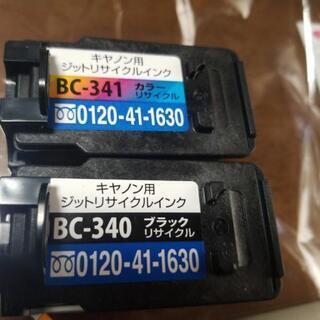 キヤノン用
ジットリサイクルインク
BC-341 カラー
リサイクル
0120-41-1630
キヤノン用
ジットリサイクルインク
BC-340 ブラック
リサイクル
0120-41-1630